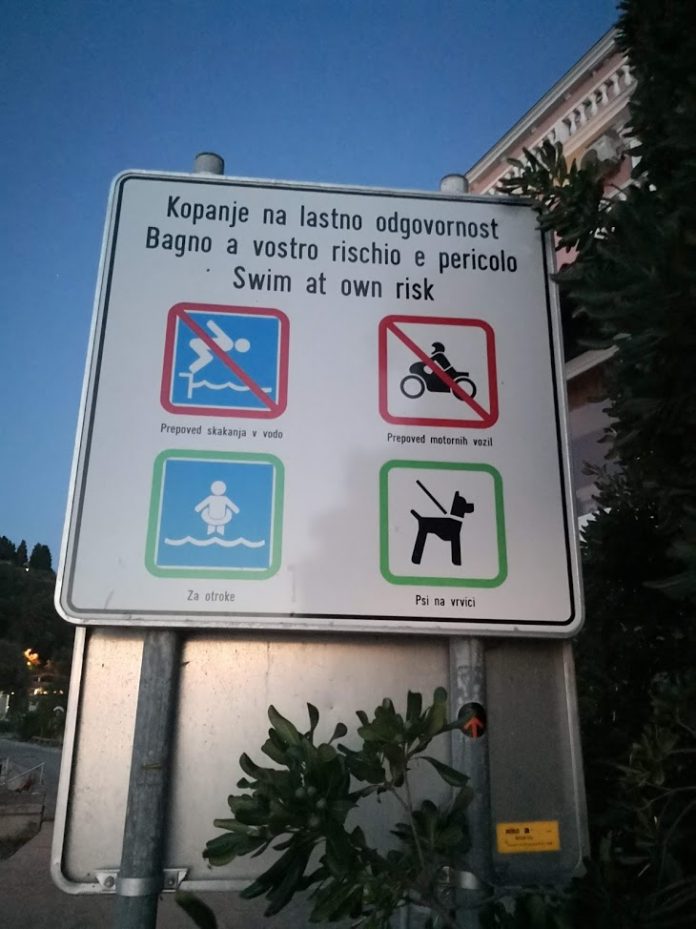 Kopanje na lastno odgovornost
Bagno a vostro rischio e pericolo
Swim at own risk
Prepoved skakanja v vodo
Prepoved motornih vozil
Za otroke
Psi na vrvici